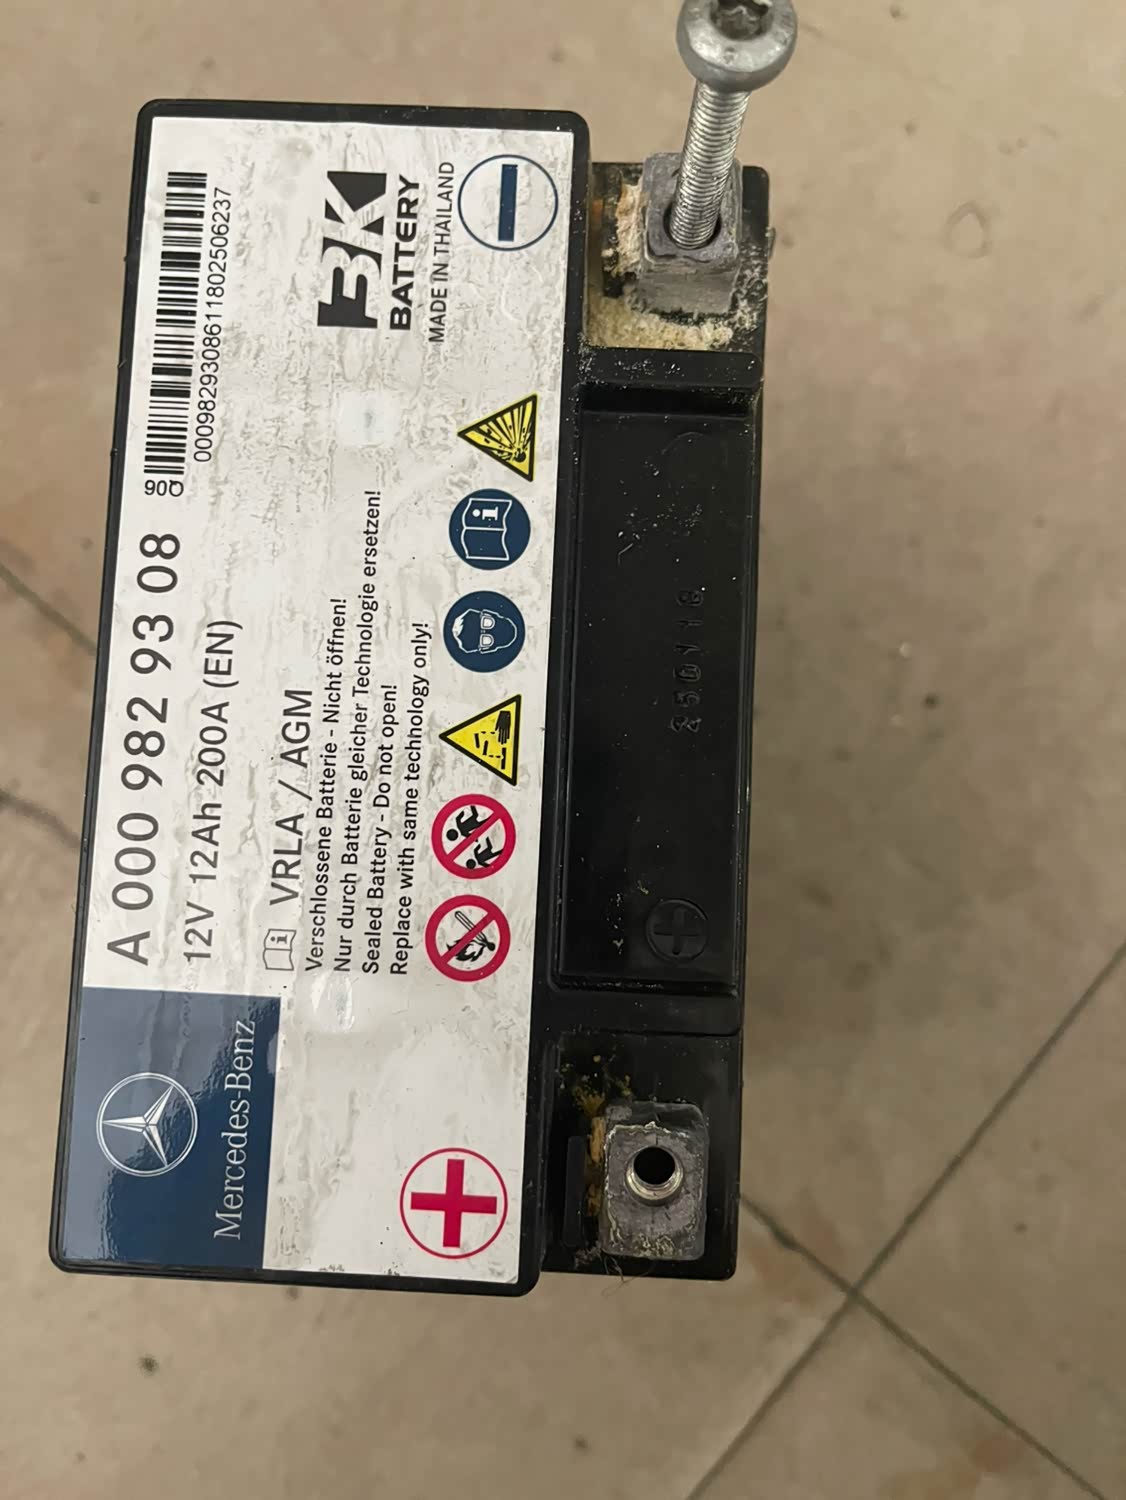 Mercedes-Benz
A 000 982 93 08
12V 12Ah 200A (EN)
VRLA / AGM
Verschlossene Batterie - Nicht öffnen!
Nur durch Batterie gleicher Technologie ersetzen!
Sealed Battery - Do not open!
Replace with same technology only!
90Q
0009829308611802506237
BK
BATTERY
MADE IN THAILAND